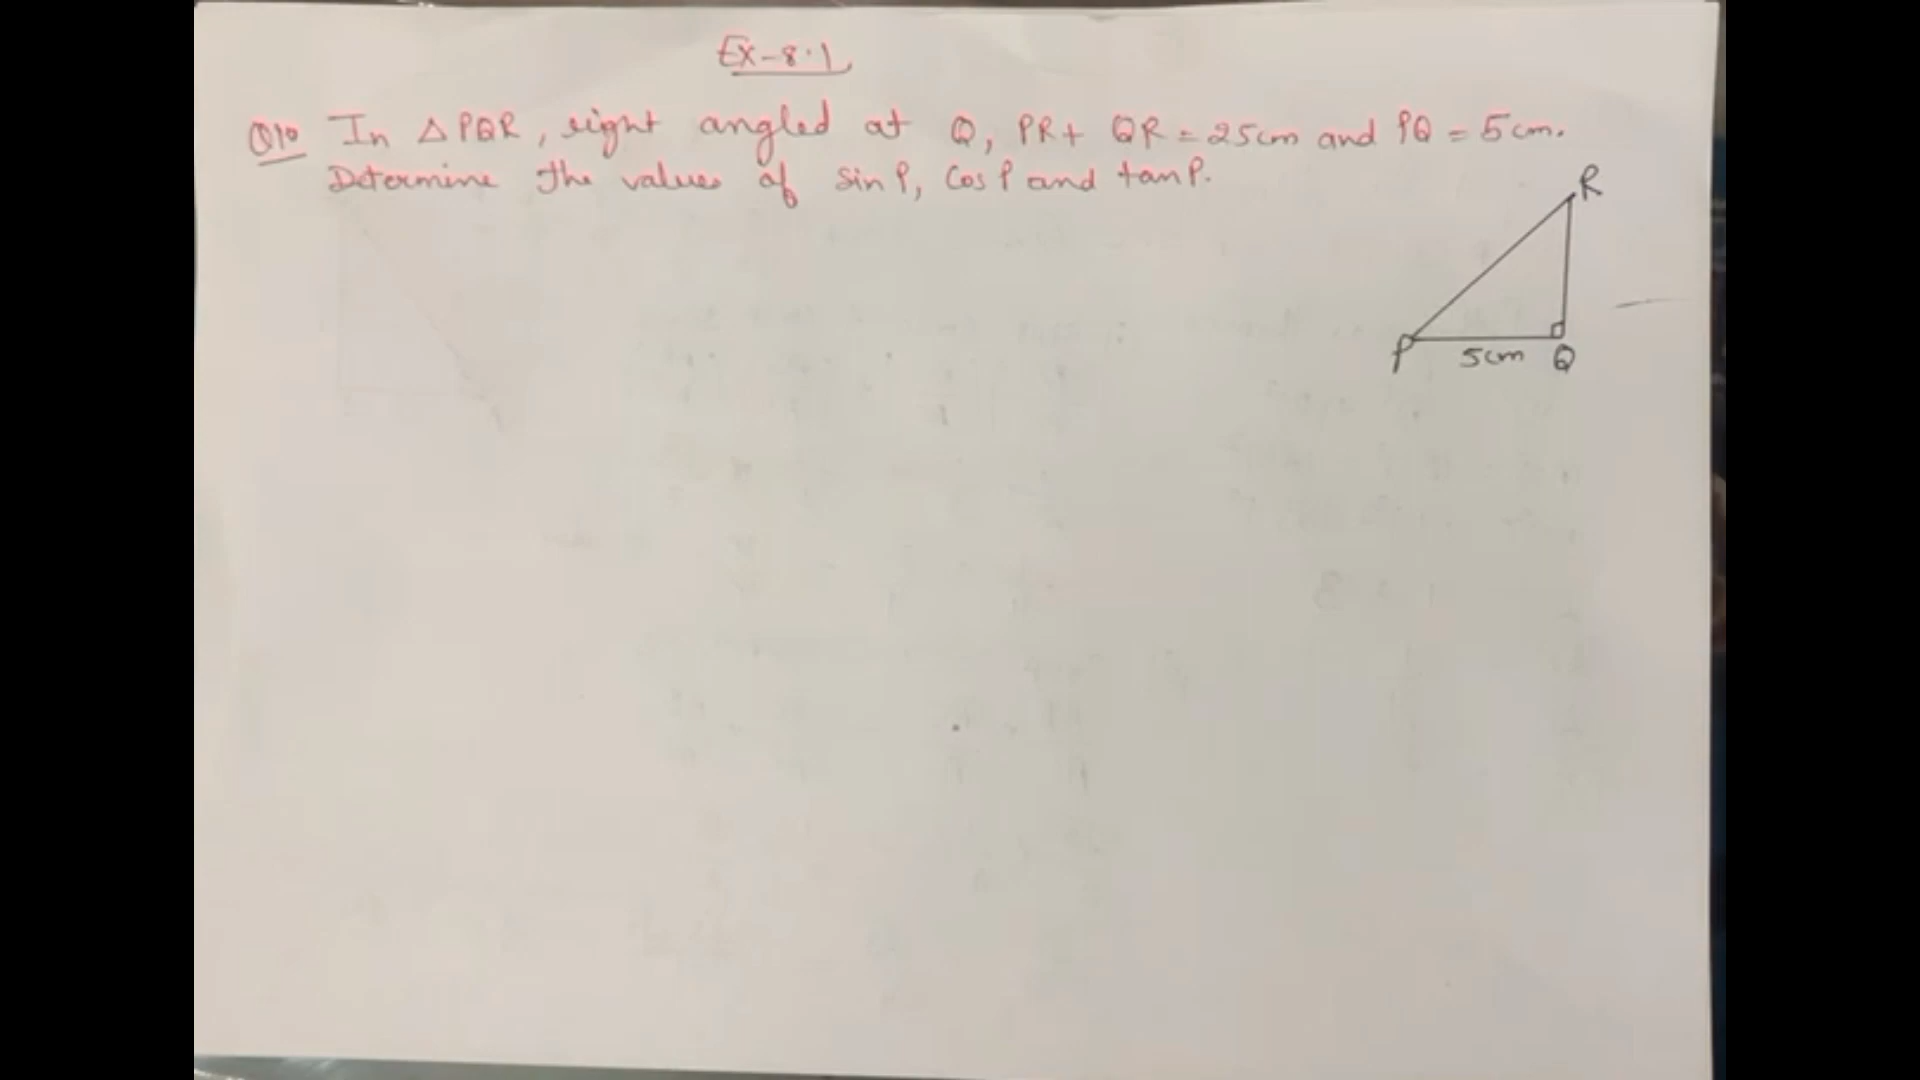 Ex-8.1
Q10 In △PQR, right angled at Q, PR+ QR = 25cm and PQ = 5cm.
Determine the values of sin P, Cos P and tan P.
R
P 5cm Q